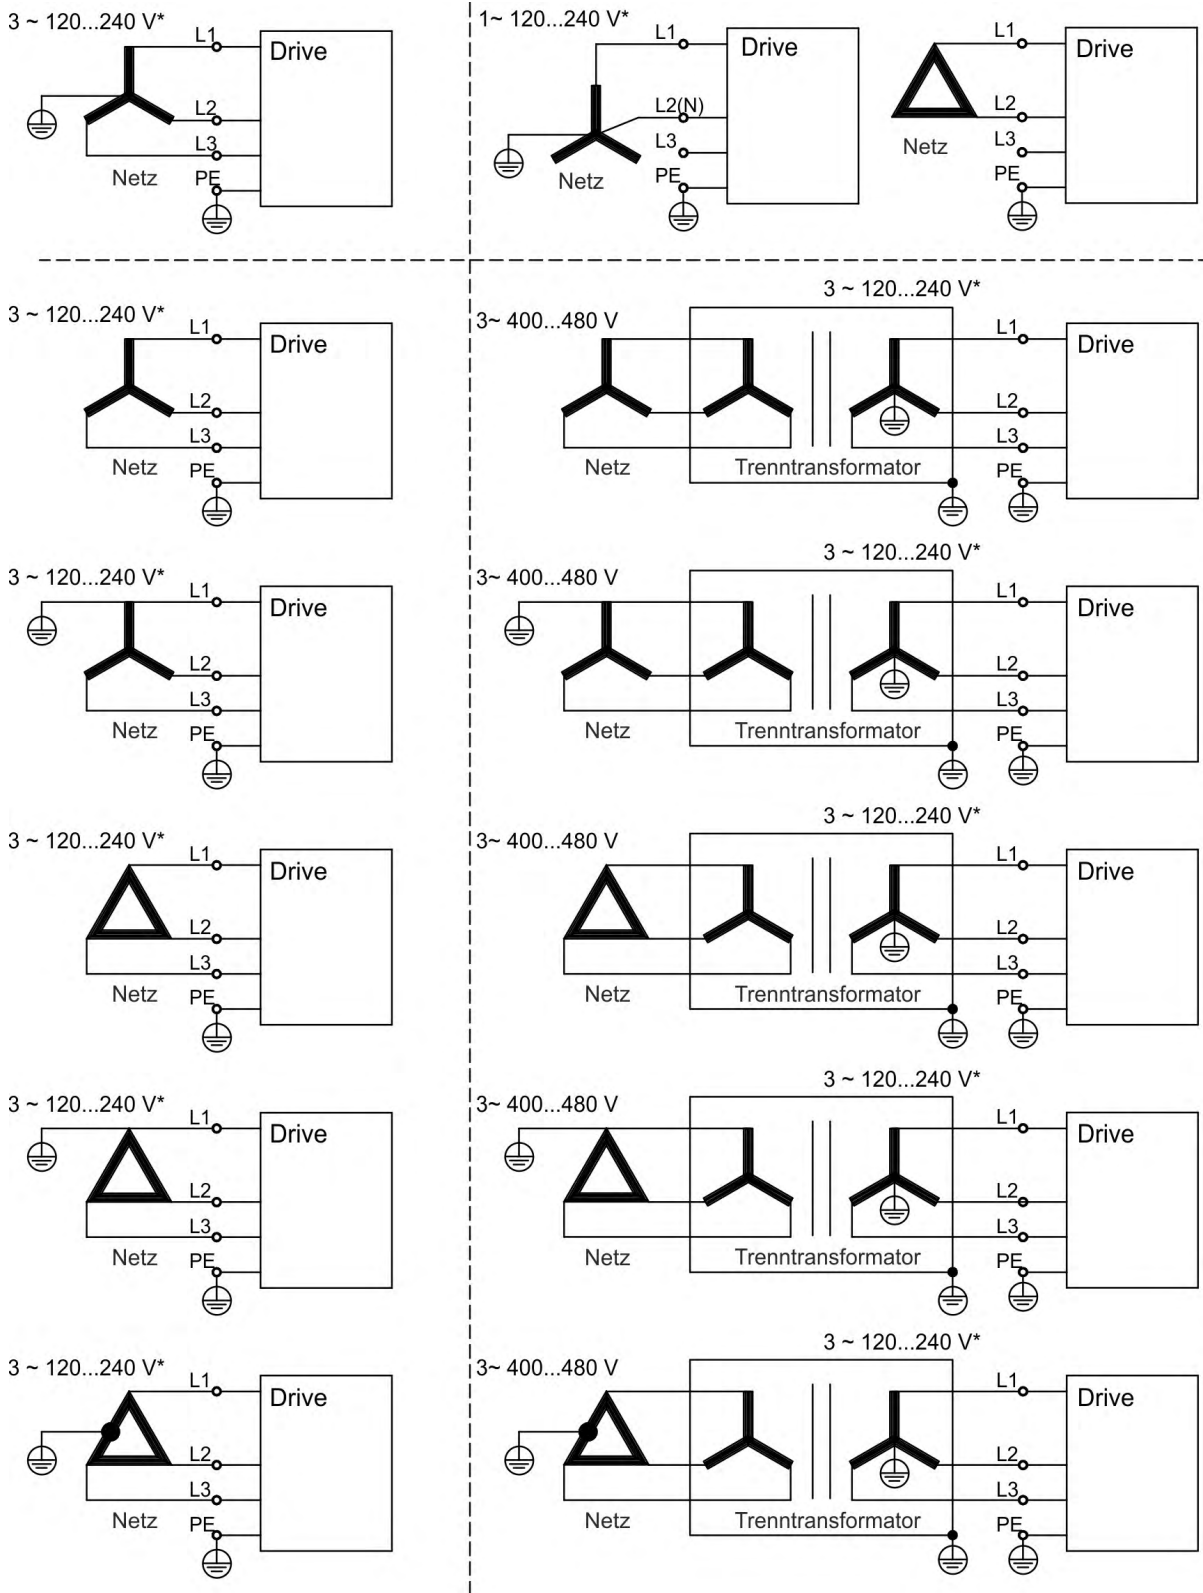 3 ~ 120...240 V*
L1
Drive
L2
L3
Netz
PE
1~ 120...240 V*
L1
Drive
L2(N)
L3
Netz
PE
L1
Drive
L2
Netz
L3
PE
3 ~ 120...240 V*
L1
Drive
L2
L3
Netz
PE
3 ~ 120...240 V*
3~ 400...480 V
L1
Drive
L2
L3
Netz
Trenntransformator
PE
3 ~ 120...240 V*
L1
Drive
L2
L3
Netz
PE
3 ~ 120...240 V*
3~ 400...480 V
L1
Drive
L2
L3
Netz
Trenntransformator
PE
3 ~ 120...240 V*
L1
Drive
L2
L3
Netz
PE
3 ~ 120...240 V*
3~ 400...480 V
L1
Drive
L2
L3
Netz
Trenntransformator
PE
3 ~ 120...240 V*
L1
Drive
L2
L3
Netz
PE
3 ~ 120...240 V*
3~ 400...480 V
L1
Drive
L2
L3
Netz
Trenntransformator
PE
3 ~ 120...240 V*
L1
Drive
L2
L3
Netz
PE
3 ~ 120...240 V*
3~ 400...480 V
L1
Drive
L2
L3
Netz
Trenntransformator
PE